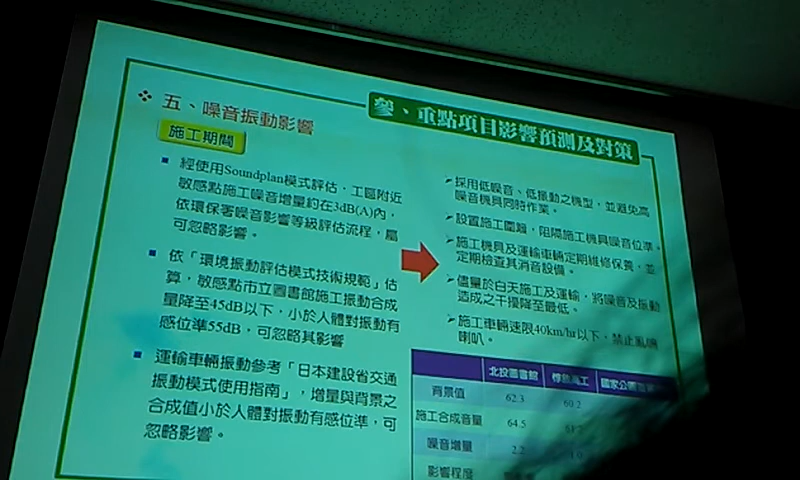 參、重點項目影響預測及對策
五、噪音振動影響
施工期間
經使用Soundplan模式評估,工區附近
敏感點施工噪音增量約在3dB(A)內,
依環保署噪音影響等級評估流程,屬
可忽略影響。
依「環境振動評估模式技術規範」估
算,敏感點市立圖書館施工振動合成
量降至45dB以下,小於人體對振動有
感位準55dB,可忽略其影響
運輸車輛振動參考「日本建設省交通
振動模式使用指南」,增量與背景之
合成值小於人體對振動有感位準,可
忽略影響。
採用低噪音、低振動之機型,並避免高
噪音機具同時作業。
設置施工圍籬,阻隔施工機具噪音位準。
施工機具及運輸車輛定期維修保養,並
定期檢查其消音設備。
儘量於白天施工及運輸,將噪音及振動
造成之干擾降至最低。
施工車輛速限40km/hr以下,禁止亂鳴
喇叭。
北投圖書館 國家公園
背景值 62.3 60.2
施工合成音量 64.5
噪音增量 2.2
影響程度